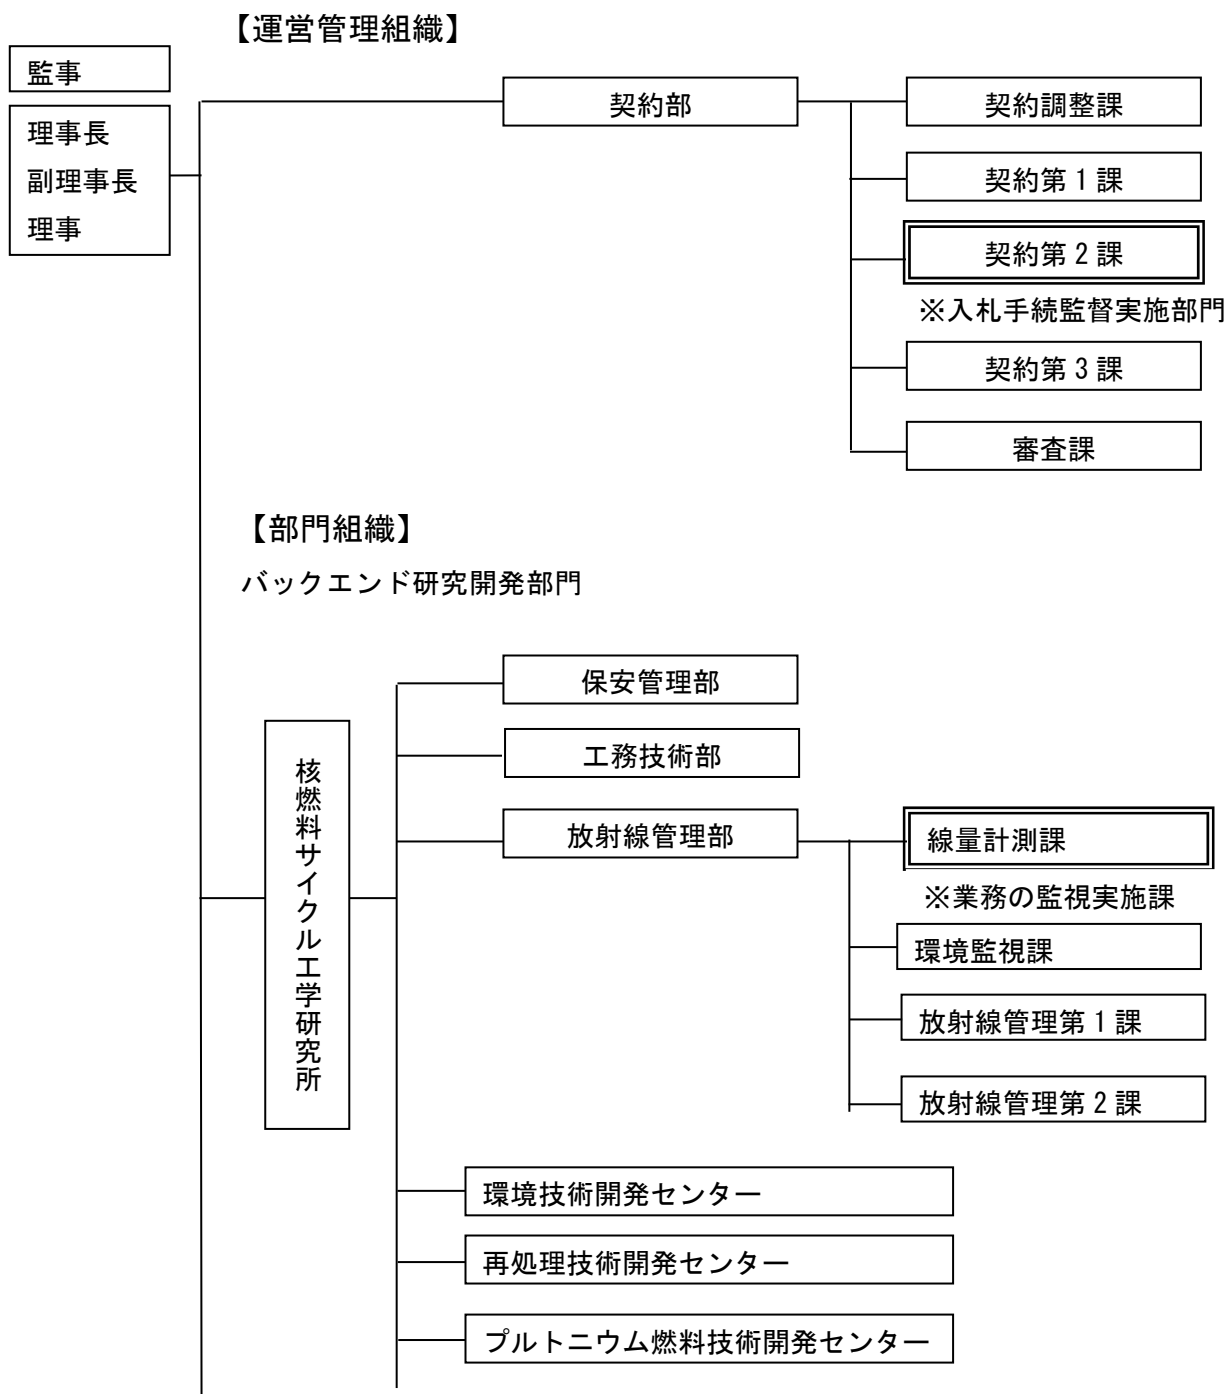 【運営管理組織】
監事
理事長
副理事長
理事
契約部
契約調整課
契約第1課
契約第2課
※入札手続監督実施部門
契約第3課
審査課
【部門組織】
バックエンド研究開発部門
核燃料サイクル工学研究所
保安管理部
工務技術部
放射線管理部
線量計測課
※業務の監視実施課
環境監視課
放射線管理第1課
放射線管理第2課
環境技術開発センター
再処理技術開発センター
プルトニウム燃料技術開発センター